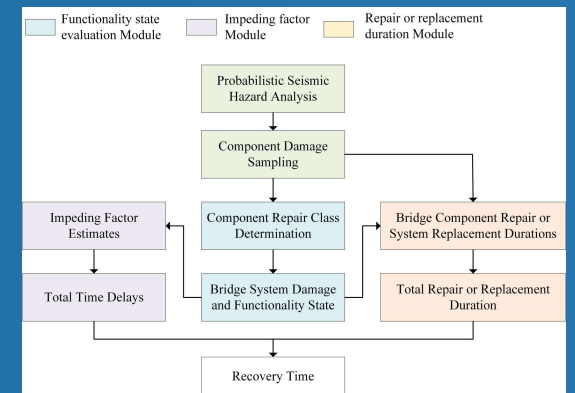 Functionality state
evaluation Module
Impeding factor
Module
Repair or replacement
duration Module
Probabilistic Seismic
Hazard Analysis
Component Damage
Sampling
Impeding Factor
Estimates
Component Repair Class
Determination
Bridge Component Repair or
System Replacement Durations
Total Time Delays
Bridge System Damage
and Functionality State
Total Repair or Replacement
Duration
Recovery Time